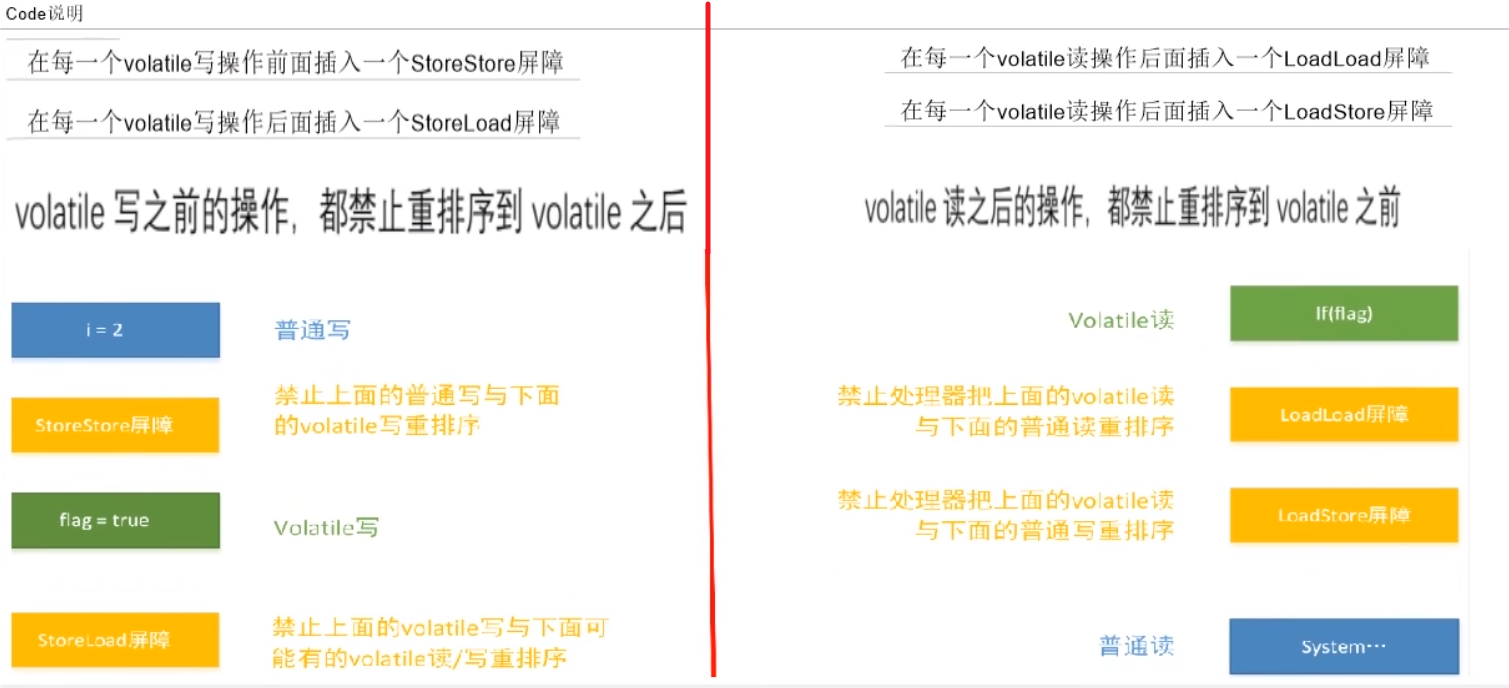 Code说明
在每一个volatile写操作前面插入一个StoreStore屏障
在每一个volatile写操作后面插入一个StoreLoad屏障
volatile 写之前的操作，都禁止重排序到 volatile 之后
i = 2
普通写
StoreStore屏障
禁止上面的普通写与下面
的volatile写重排序
flag = true
Volatile写
StoreLoad屏障
禁止上面的volatile写与下面可
能有的volatile读/写重排序
在每一个volatile读操作后面插入一个LoadLoad屏障
在每一个volatile读操作后面插入一个LoadStore屏障
volatile 读之后的操作，都禁止重排序到 volatile 之前
Volatile读
If(flag)
禁止处理器把上面的volatile读
与下面的普通读重排序
LoadLoad屏障
禁止处理器把上面的volatile读
与下面的普通写重排序
LoadStore屏障
普通读
System···